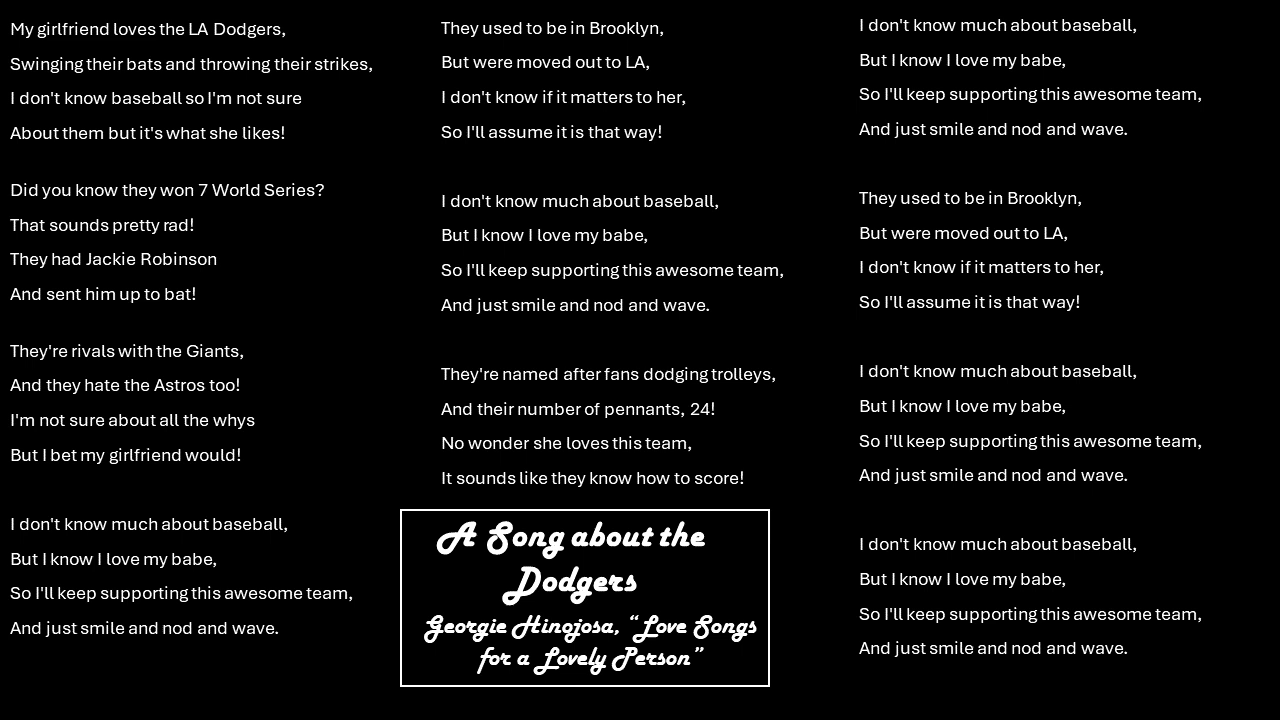 My girlfriend loves the LA Dodgers,
Swinging their bats and throwing their strikes,
I don't know baseball so I'm not sure
About them but it's what she likes!
Did you know they won 7 World Series?
That sounds pretty rad!
They had Jackie Robinson
And sent him up to bat!
They're rivals with the Giants,
And they hate the Astros too!
I'm not sure about all the whys
But I bet my girlfriend would!
I don't know much about baseball,
But I know I love my babe,
So I'll keep supporting this awesome team,
And just smile and nod and wave.
They used to be in Brooklyn,
But were moved out to LA,
I don't know if it matters to her,
So I'll assume it is that way!
I don't know much about baseball,
But I know I love my babe,
So I'll keep supporting this awesome team,
And just smile and nod and wave.
They're named after fans dodging trolleys,
And their number of pennants, 24!
No wonder she loves this team,
It sounds like they know how to score!
A Song about the
Dodgers
Georgie Hinojosa, “Love Songs
for a Lovely Person”
I don't know much about baseball,
But I know I love my babe,
So I'll keep supporting this awesome team,
And just smile and nod and wave.
They used to be in Brooklyn,
But were moved out to LA,
I don't know if it matters to her,
So I'll assume it is that way!
I don't know much about baseball,
But I know I love my babe,
So I'll keep supporting this awesome team,
And just smile and nod and wave.
I don't know much about baseball,
But I know I love my babe,
So I'll keep supporting this awesome team,
And just smile and nod and wave.